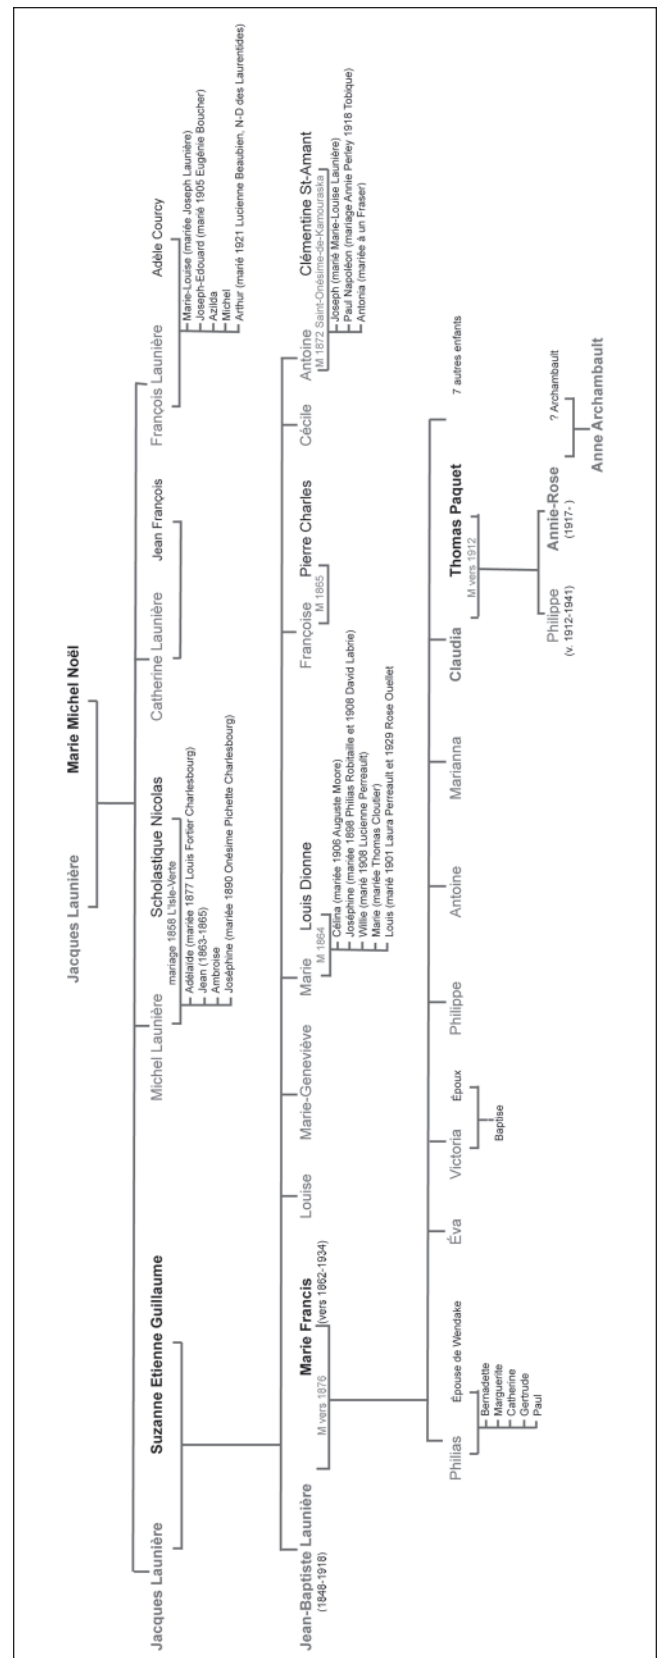 Jacques Launière
Marie Michel Noël
Jacques Launière
Suzanne Etienne Guillaume
Michel Launière
Scholastique Nicolas
mariage 1858 L'Isle-Verte
Adélaïde (mariée 1877 Louis Fortier Charlesbourg)
Jean (1863-1865)
Ambroise
Joséphine (mariée 1890 Onésime Pichette Charlesbourg)
Catherine Launière
Jean François
François Launière
Adèle Courcy
Marie-Louise (mariée Joseph Launière)
Joseph-Edouard (marié 1905 Eugénie Boucher)
Azilda
Michel
Arthur (marié 1921 Lucienne Beaubien, N-D des Laurentides)
Jean-Baptiste Launière
(1848-1918)
Marie Francis
(vers 1862-1934)
M vers 1876
Louise
Marie-Geneviève
Marie
Louis Dionne
M 1864
Célina (mariée 1906 Auguste Moore)
Joséphine (mariée 1898 Philias Robitaille et 1908 David Labrie)
Willie (marié 1908 Lucienne Perreault)
Marie (mariée Thomas Cloutier)
Louis (marié 1901 Laura Perreault et 1929 Rose Ouellet
Françoise
Pierre Charles
M 1865
Cécile
Antoine
Clémentine St-Amant
M 1872 Saint-Onésime-de-Kamouraska
Joseph (marié Marie-Louise Launière)
Paul Napoléon (mariage Annie Perley 1918 Tobique)
Antonia (mariée à un Fraser)
Philias
Épouse de Wendake
Bernadette
Marguerite
Catherine
Gertrude
Paul
Éva
Victoria
Époux
Baptise
Philippe
Antoine
Marianna
Claudia
Thomas Paquet
M vers 1912
7 autres enfants
Philippe
(v. 1912-1941)
Annie-Rose
(1917- )
? Archambault
Anne Archambault